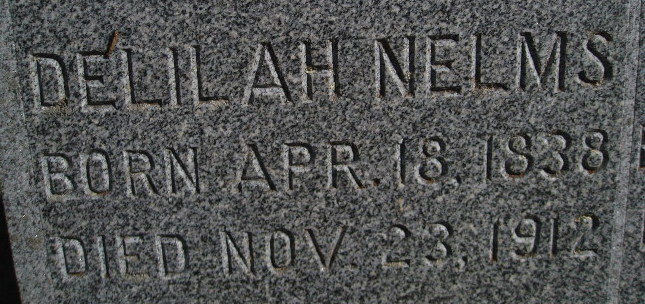 DELILAH NELMS
BORN APR. 18, 1838
DIED NOV. 23, 1912